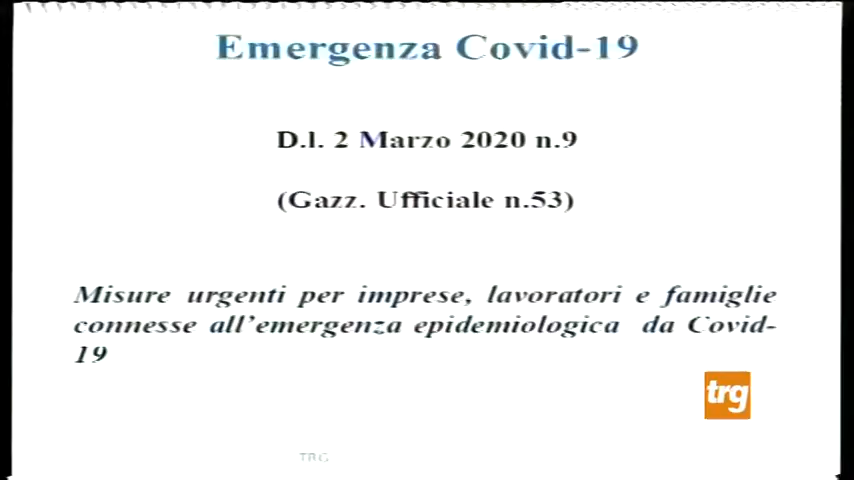 Emergenza Covid-19
D.l. 2 Marzo 2020 n.9
(Gazz. Ufficiale n.53)
Misure urgenti per imprese, lavoratori e famiglie
connesse all'emergenza epidemiologica da Covid-
19
trg
TRG